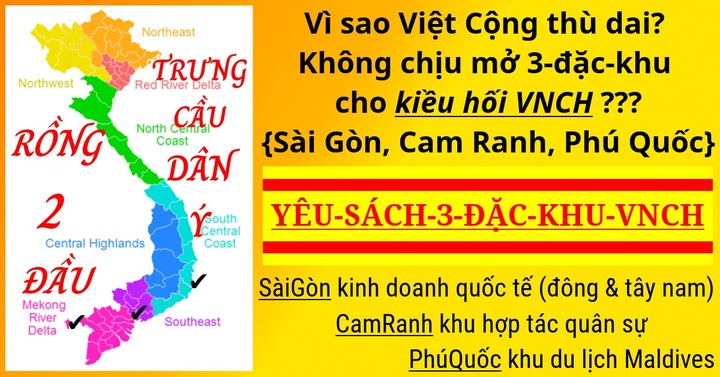 Northeast
Northwest
Red River Delta
North Central
Coast
South
Central
Coast
Central Highlands
Mekong
River
Delta
Southeast
TRƯNG
CẦU
DÂN
Ý
RỒNG
2
ĐẦU
Vì sao Việt Cộng thù dai?
Không chịu mở 3-đặc-khu
cho kiều hối VNCH ???
{Sài Gòn, Cam Ranh, Phú Quốc}
YÊU-SÁCH-3-ĐẶC-KHU-VNCH
SàiGòn kinh doanh quốc tế (đông & tây nam)
CamRanh khu hợp tác quân sự
PhúQuốc khu du lịch Maldives